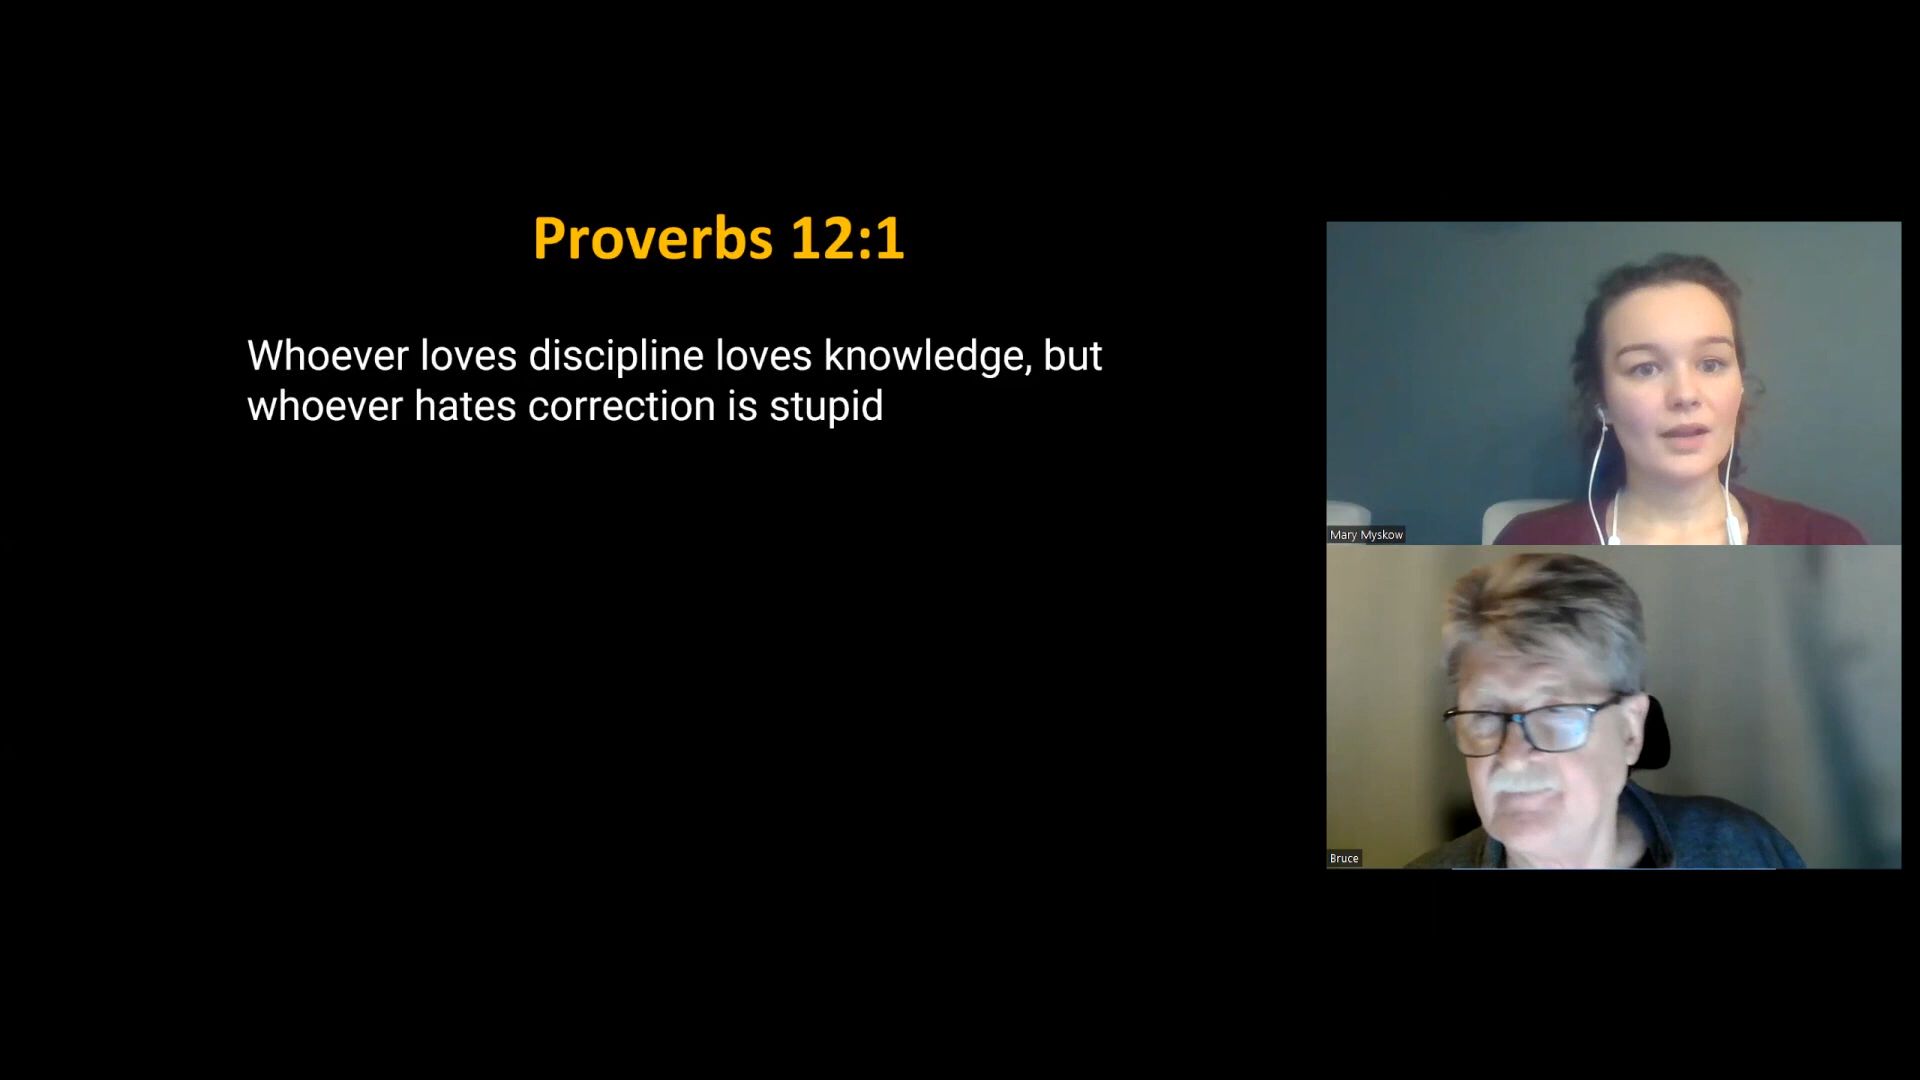 Proverbs 12:1
Whoever loves discipline loves knowledge, but
whoever hates correction is stupid
Mary Myskow
Bruce